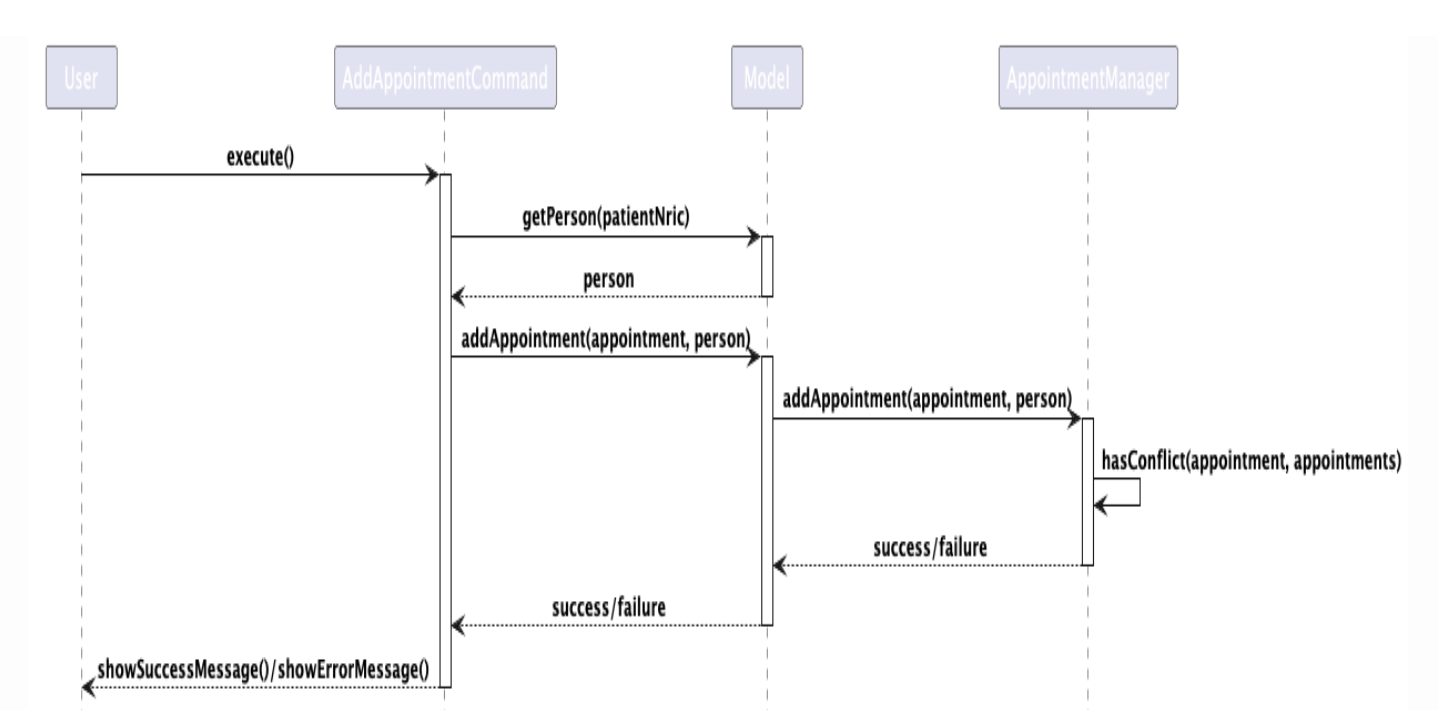 User
AddAppointmentCommand
Model
AppointmentManager
execute()
getPerson(patientNric)
person
addAppointment(appointment, person)
addAppointment(appointment, person)
hasConflict(appointment, appointments)
success/failure
success/failure
showSuccessMessage()/showErrorMessage()